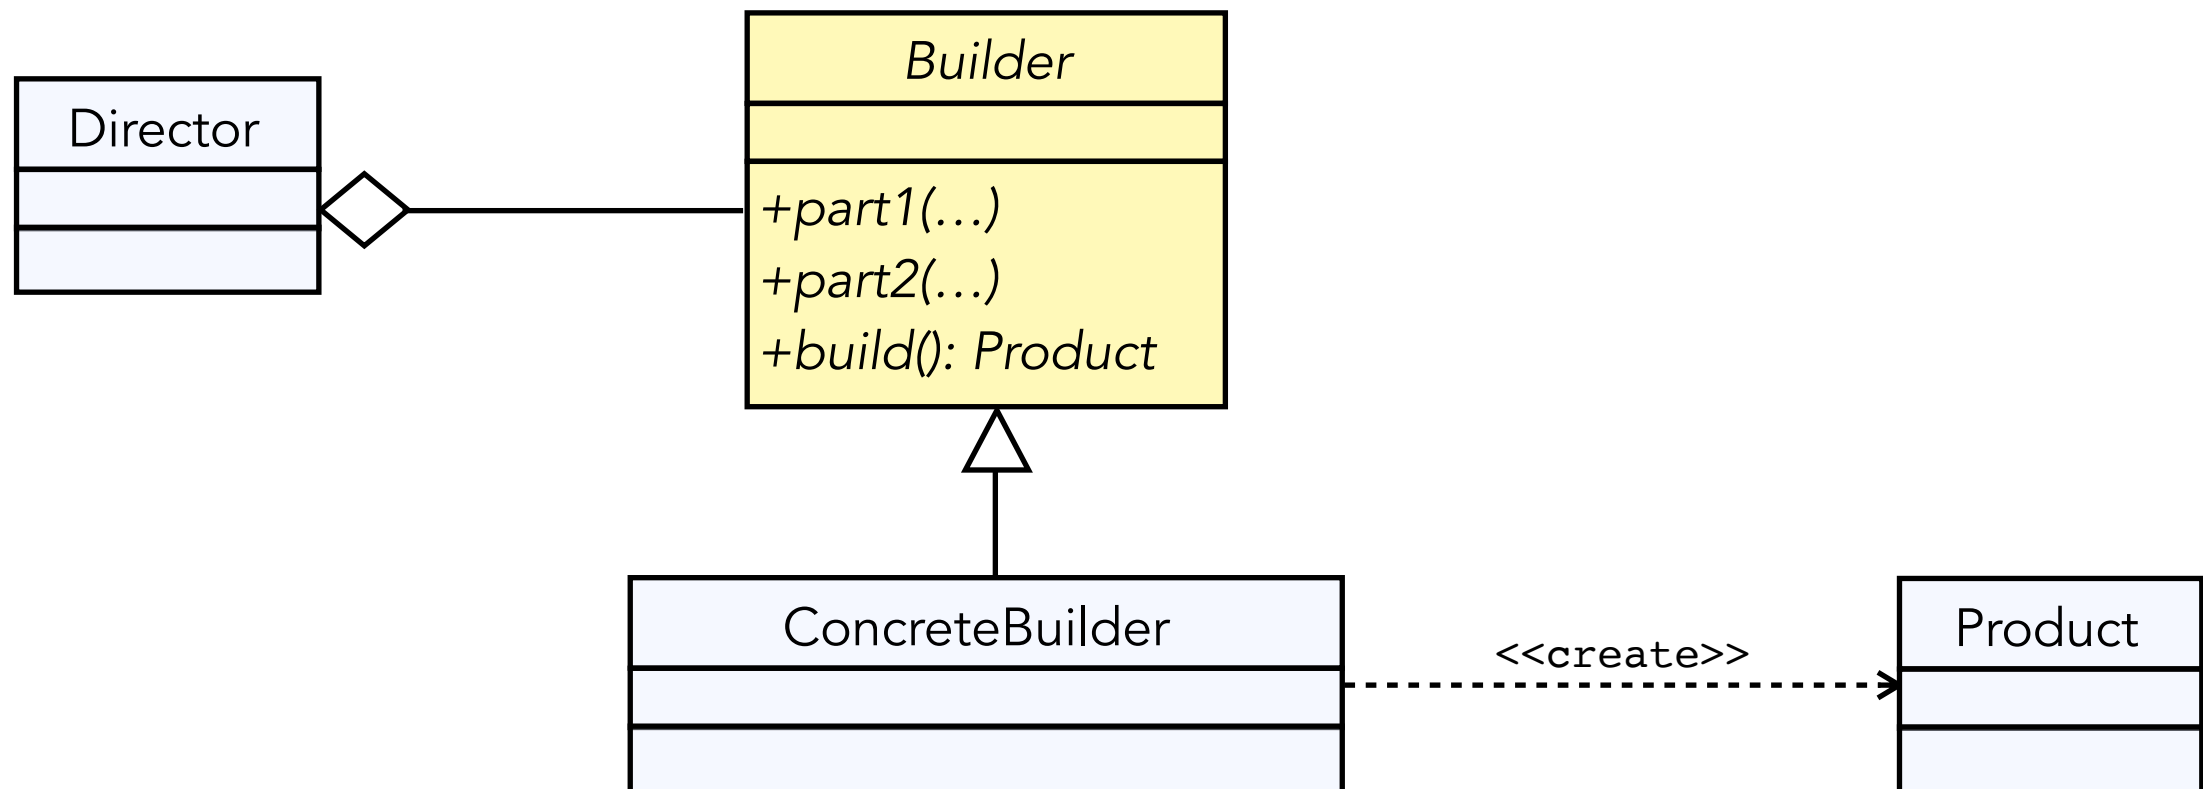 Builder
Director
+part1(...)
+part2(...)
+build(): Product
ConcreteBuilder
<<create>>
Product